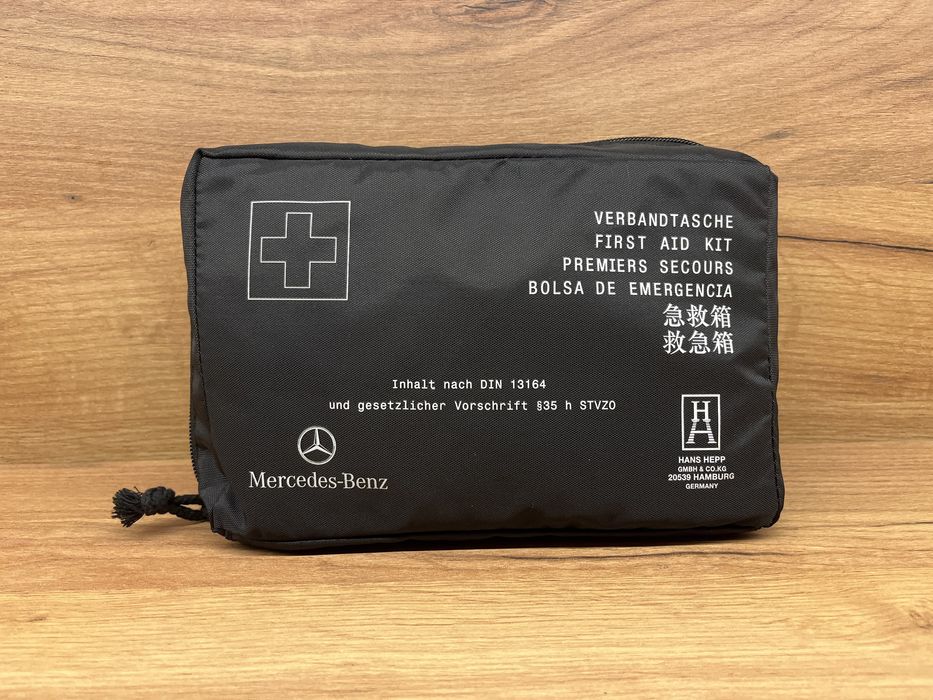 VERBANDTASCHE
FIRST AID KIT
PREMIERS SECOURS
BOLSA DE EMERGENCIA
急救箱
救急箱
Inhalt nach DIN 13164
und gesetzlicher Vorschrift §35 h STVZO
Mercedes-Benz
HA
HANS HEPP
GMBH & CO.KG
20539 HAMBURG
GERMANY